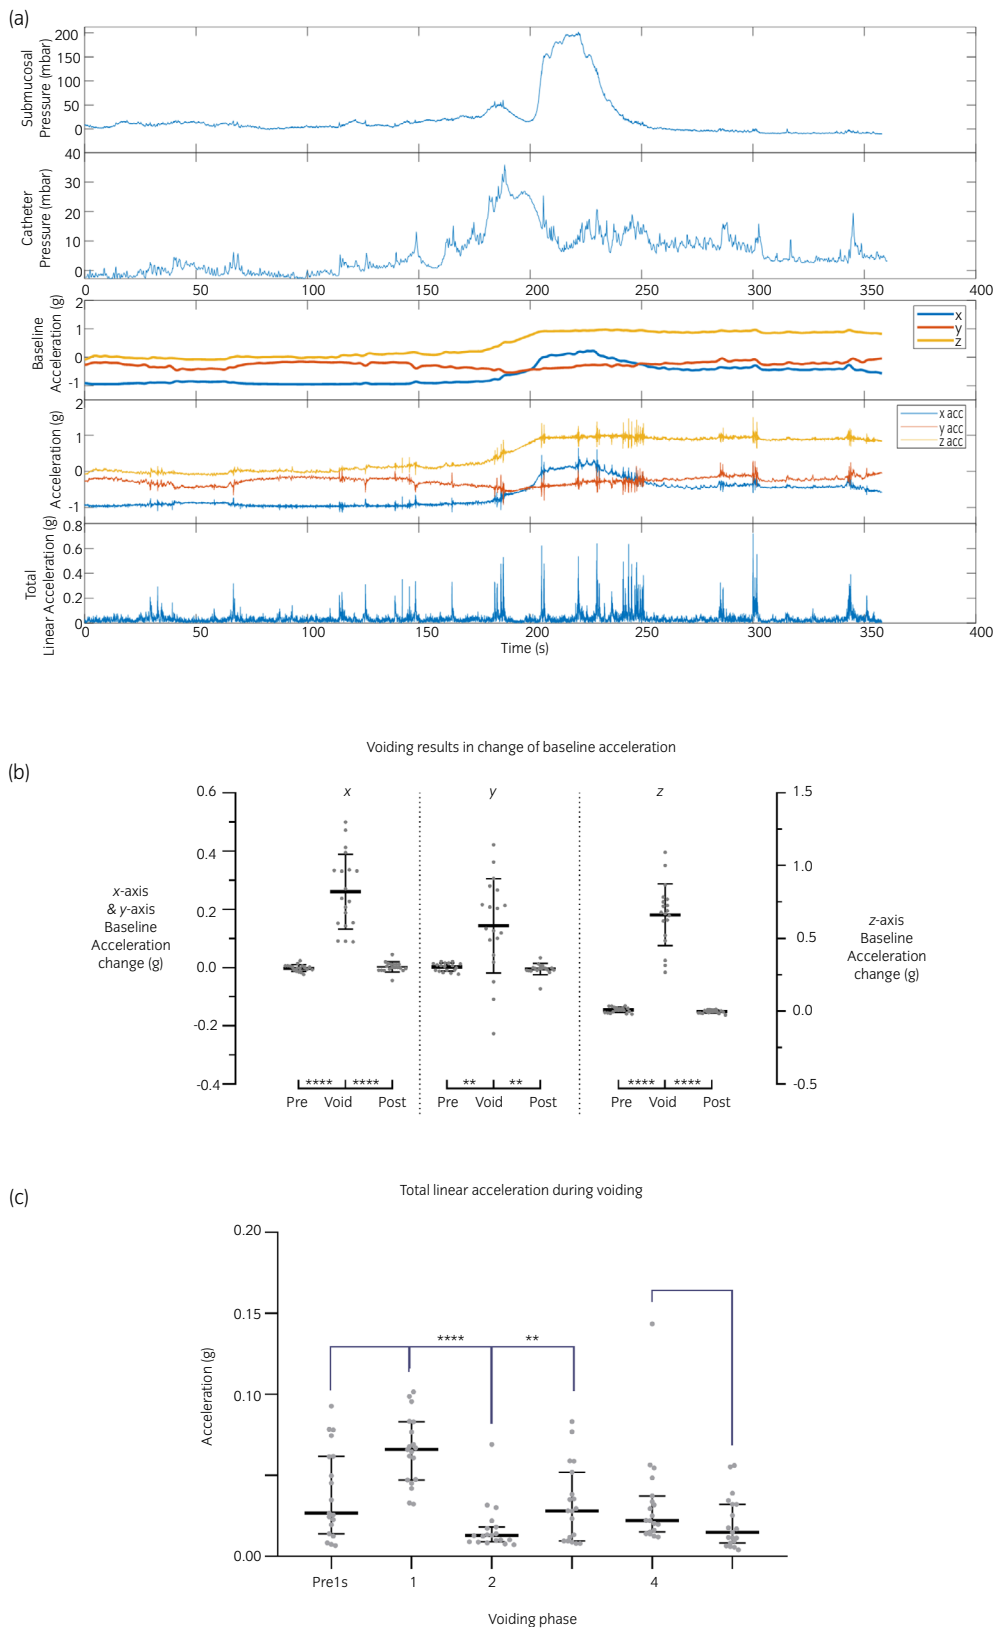 (a)
Submucosal
Pressure (mbar)
200
150
100
50
0
Catheter
Pressure (mbar)
40
30
20
10
0
0 50 100 150 200 250 300 350 400
Baseline
Acceleration (g)
2
1
0
-1
x
y
z
Acceleration (g)
2
1
0
-1
x acc
y acc
z acc
Total
Linear Acceleration (g)
0.8
0.6
0.4
0.2
0
0 50 100 150 200 250 300 350 400
Time (s)
Voiding results in change of baseline acceleration
(b)
x-axis
& y-axis
Baseline
Acceleration
change (g)
0.6
0.4
0.2
0.0
-0.2
-0.4
x y z
**** **** ** ** **** ****
Pre Void Post Pre Void Post Pre Void Post
1.5
1.0
0.5
0.0
-0.5
z-axis
Baseline
Acceleration
change (g)
(c)
Total linear acceleration during voiding
Acceleration (g)
0.20
0.15
0.10
0.00
**** **
Pre1s 1 2 4
Voiding phase